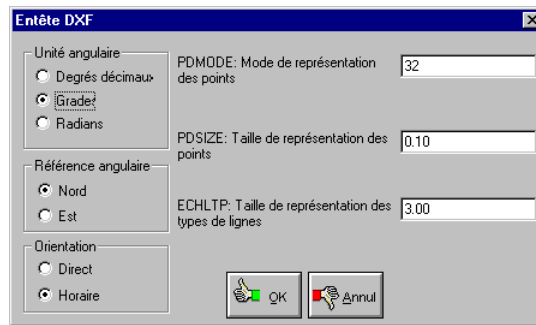 Entête DXF
Unité angulaire
Degrés décimaux
Grades
Radians
Référence angulaire
Nord
Est
Orientation
Direct
Horaire
PDMODE: Mode de représentation
des points
32
PDSIZE: Taille de représentation des
points
0.10
ECHLTP: Taille de représentation des
types de lignes
3.00
OK
Annul